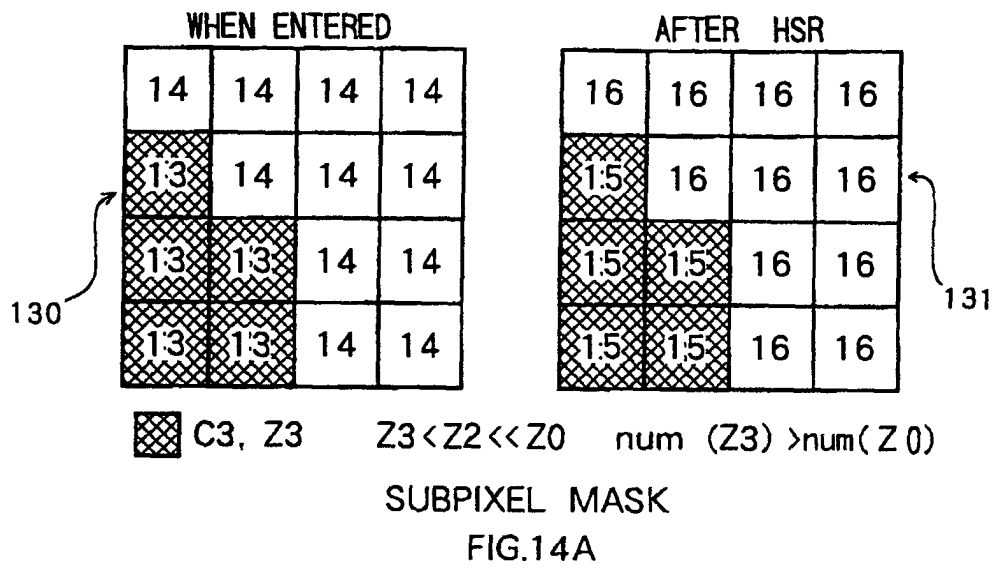 WHEN ENTERED
AFTER HSR
14 14 14 14
16 16 16 16
13 14 14 14
15 16 16 16
130
13 13 14 14
15 15 16 16
131
13 13 14 14
15 15 16 16
C3, Z3 Z3<Z2<<Z0 num (Z3) >num(Z0)
SUBPIXEL MASK
FIG.14A